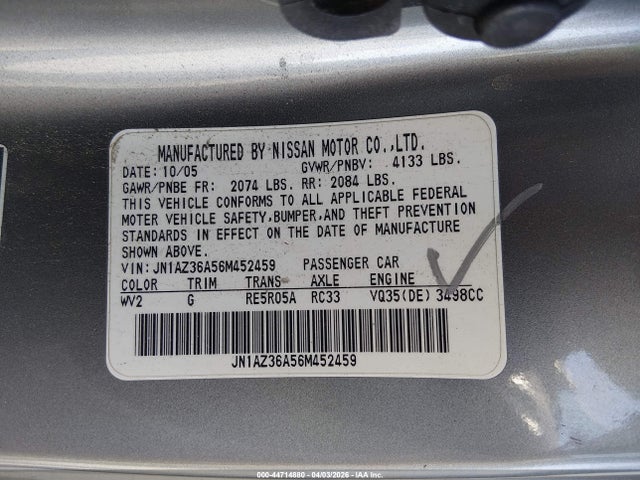 MANUFACTURED BY NISSAN MOTOR CO.,LTD.
DATE: 10/05 GVWR/PNBV: 4133 LBS.
GAWR/PNBE FR: 2074 LBS. RR: 2084 LBS.
THIS VEHICLE CONFORMS TO ALL APPLICABLE FEDERAL
MOTOR VEHICLE SAFETY,BUMPER,AND THEFT PREVENTION
STANDARDS IN EFFECT ON THE DATE OF MANUFACTURE
SHOWN ABOVE.
VIN: JN1AZ36A56M452459 PASSENGER CAR
COLOR TRIM TRANS AXLE ENGINE
WV2 G RE5R05A RC33 VQ35(DE) 3498CC
JN1AZ36A56M452459
000-44714880 - 04/03/2026 - IAAI.COM